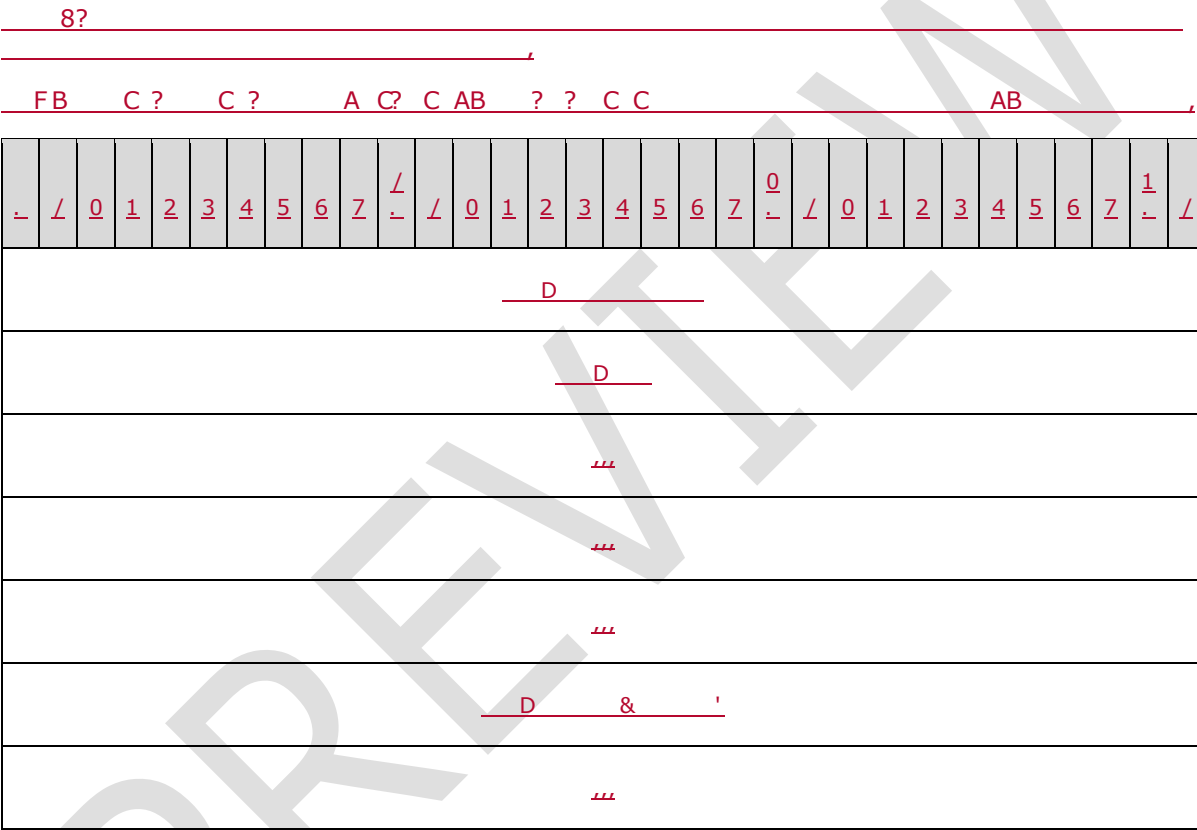 8?
,
FB C ? C ? A C? C AB ? ? C C AB ,
/ 0 1
. / 0 1 2 3 4 5 6 7 . / 0 1 2 3 4 5 6 7 . / 0 1 2 3 4 5 6 7 . /
D
D
,,,
,,,
,,,
D & '
,,,
PREVIEW